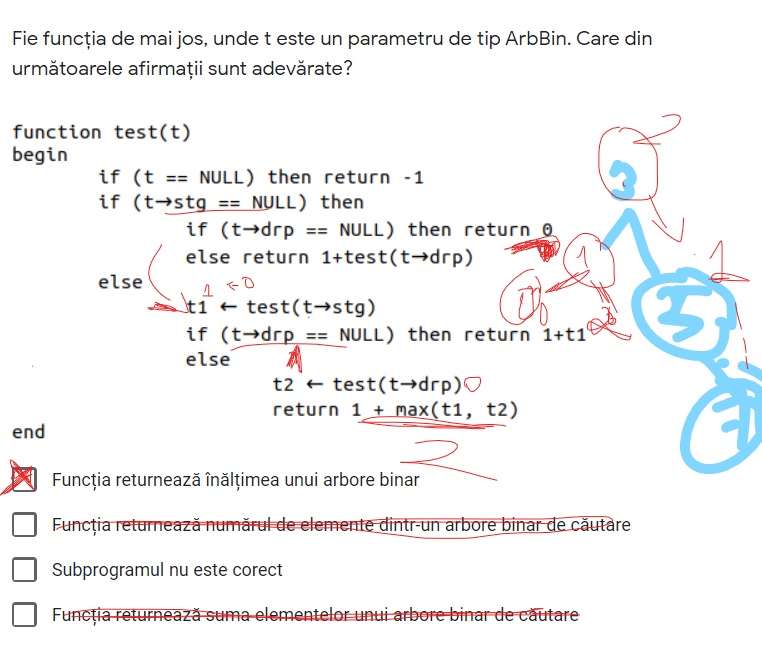 Fie funcția de mai jos, unde t este un parametru de tip ArbBin. Care din
următoarele afirmații sunt adevărate?
function test(t)
begin
if (t == NULL) then return -1
if (t→stg == NULL) then
if (t→drp == NULL) then return 0
else return 1+test(t→drp)
else
1 ← 0
t1 ← test(t→stg)
if (t→drp == NULL) then return 1+t1
else
t2 ← test(t→drp) 0
return 1 + max(t1, t2)
end
2
3
2
1
1
5
7
Funcția returnează înălțimea unui arbore binar
Funcția returnează numărul de elemente dintr-un arbore binar de căutare
Subprogramul nu este corect
Funcția returnează suma elementelor unui arbore binar de căutare